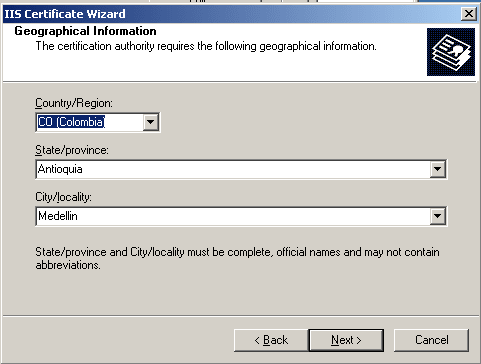 IIS Certificate Wizard
Geographical Information
The certification authority requires the following geographical information.
Country/Region:
CO (Colombia)
State/province:
Antioquia
City/locality:
Medellin
State/province and City/locality must be complete, official names and may not contain
abbreviations.
< Back
Next >
Cancel